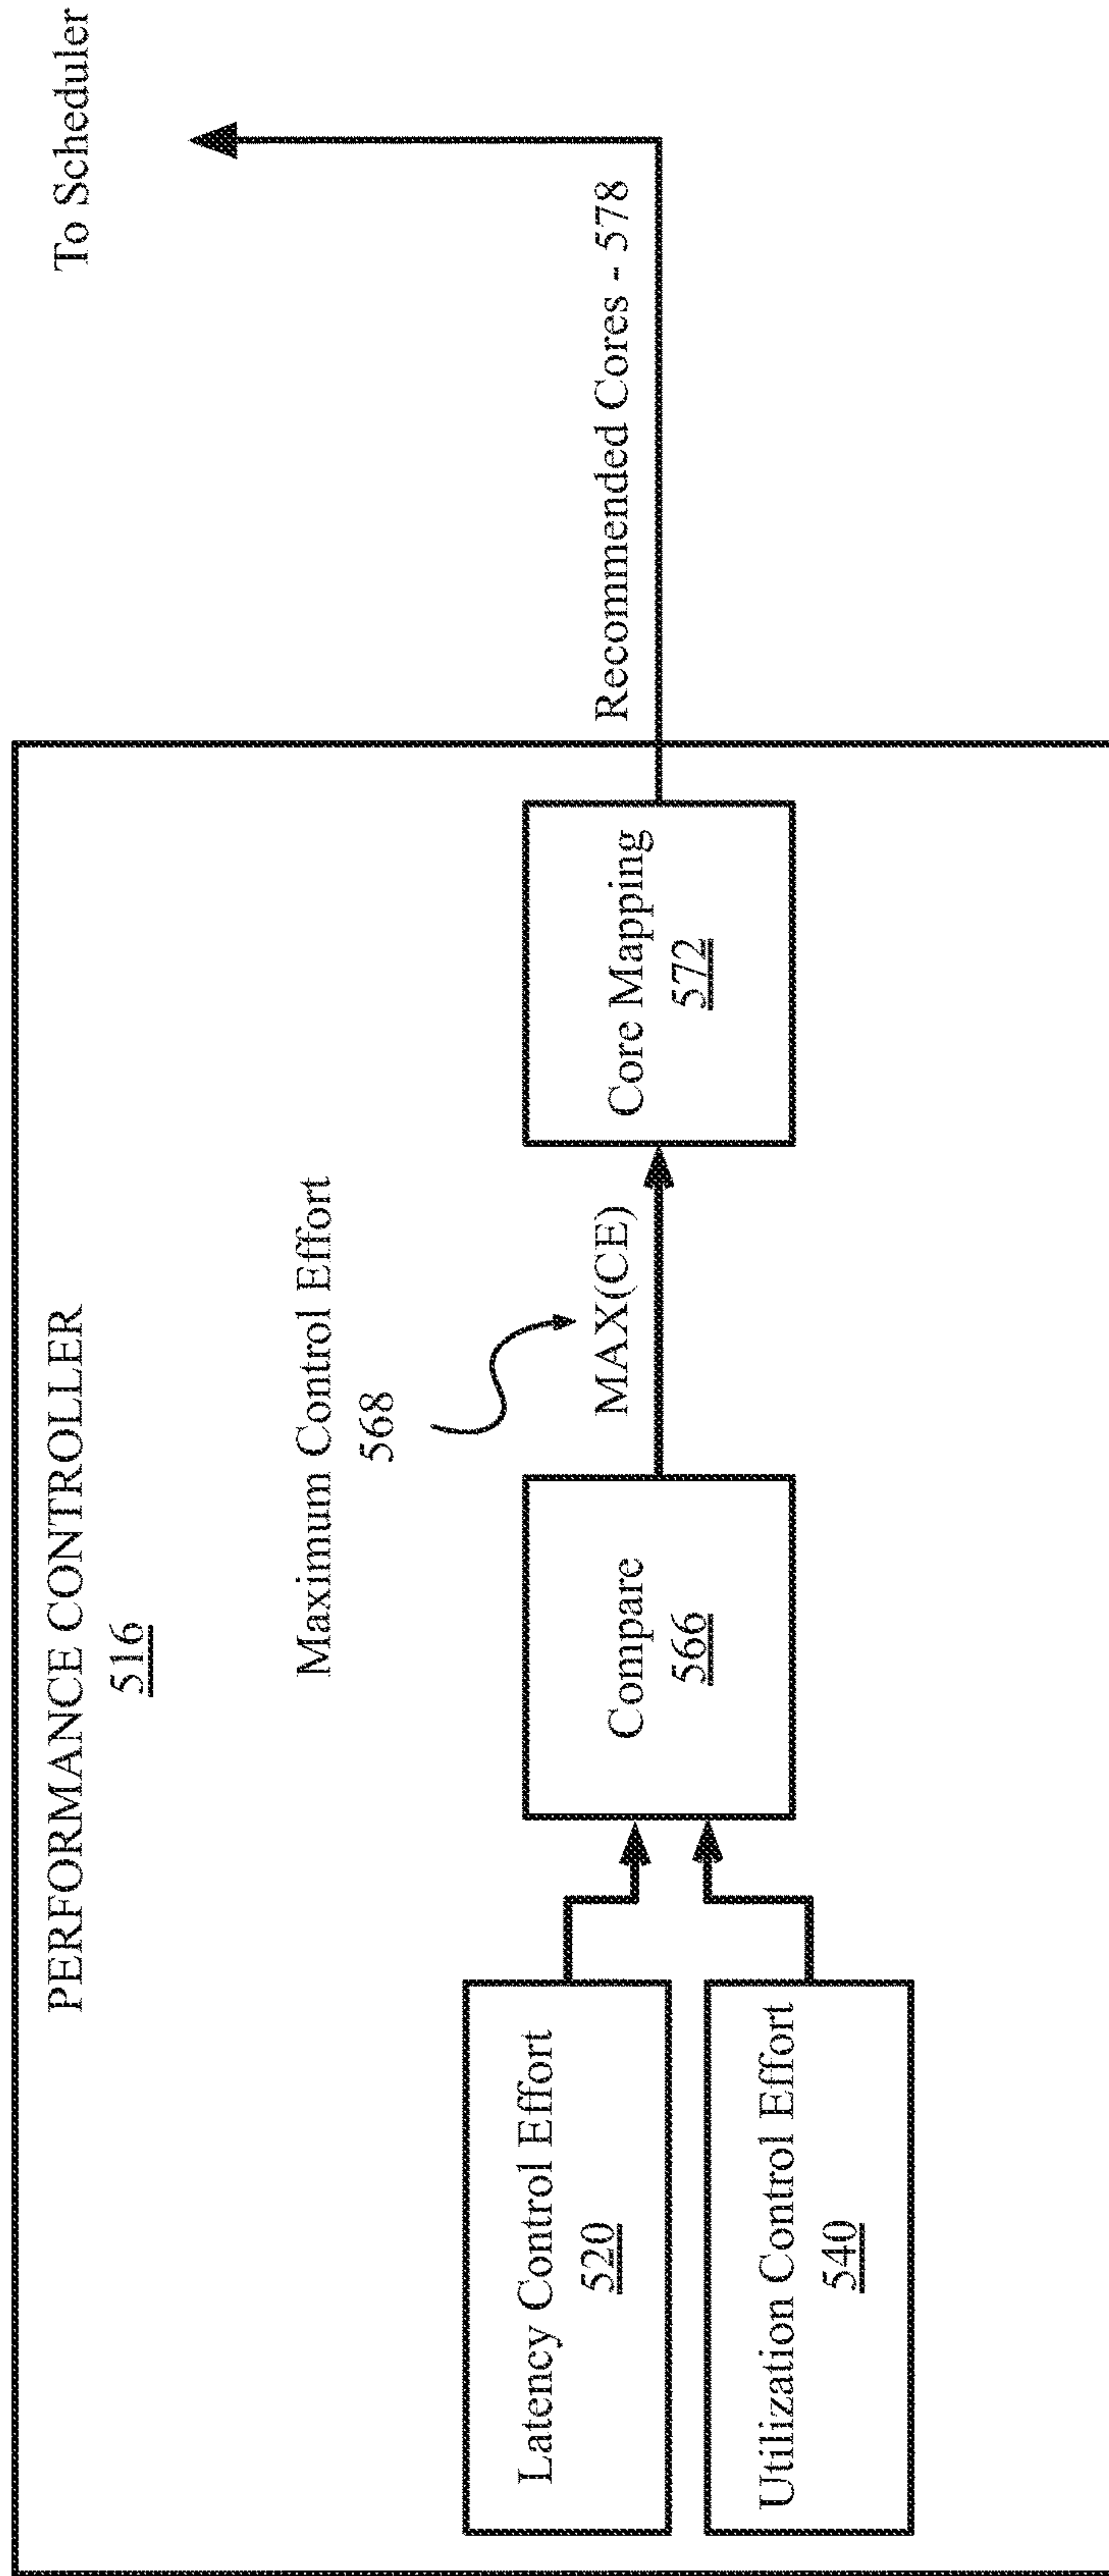 PERFORMANCE CONTROLLER
516
To Scheduler
Maximum Control Effort
568
Latency Control Effort
520
Utilization Control Effort
540
Compare
566
MAX(CE)
Core Mapping
572
Recommended Cores - 578